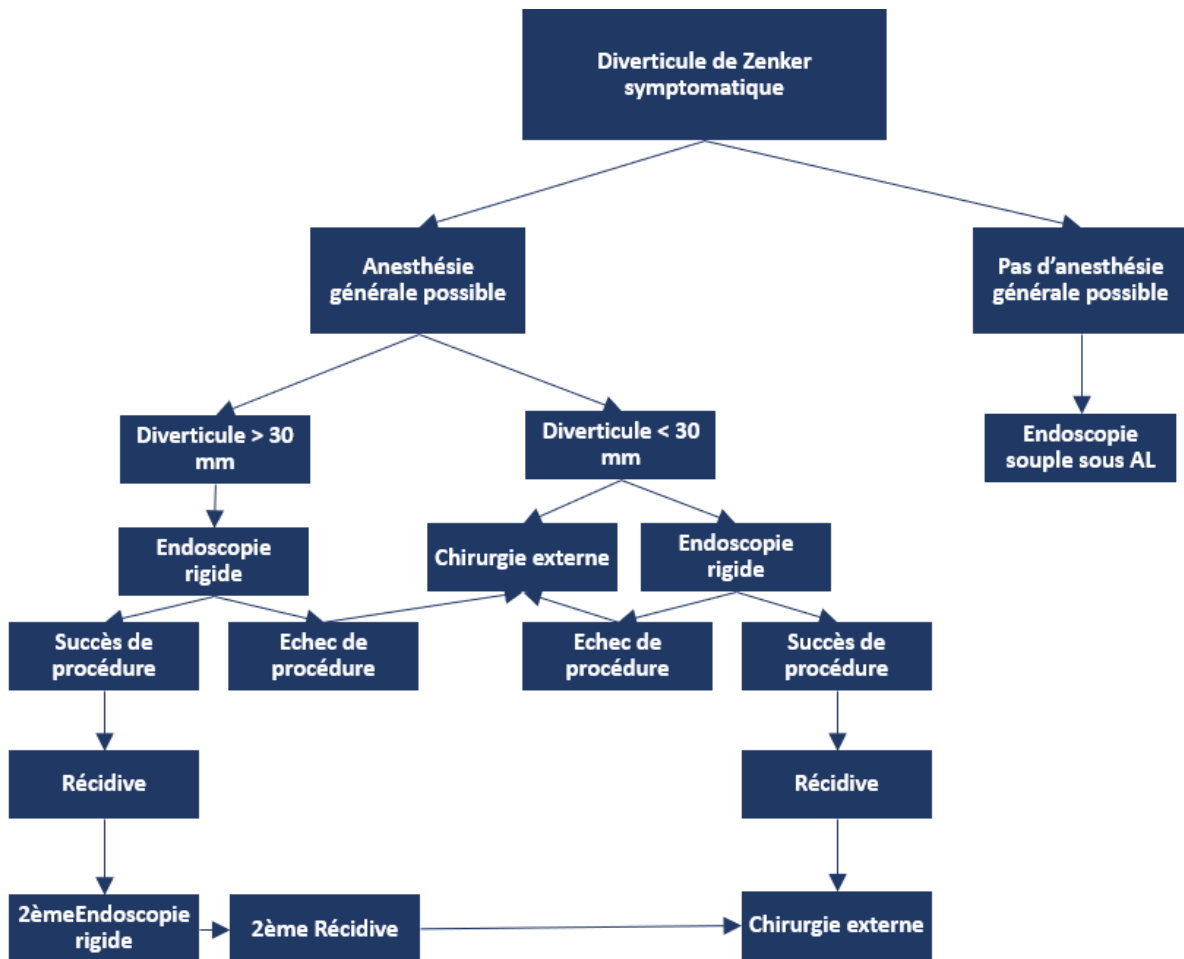 Diverticule de Zenker
symptomatique
Anesthésie
générale possible
Pas d'anesthésie
générale possible
Diverticule > 30
mm
Diverticule < 30
mm
Endoscopie
souple sous AL
Endoscopie
rigide
Chirurgie externe
Endoscopie
rigide
Succès de
procédure
Echec de
procédure
Echec de
procédure
Succès de
procédure
Récidive
Récidive
2èmeEndoscopie
rigide
2ème Récidive
Chirurgie externe